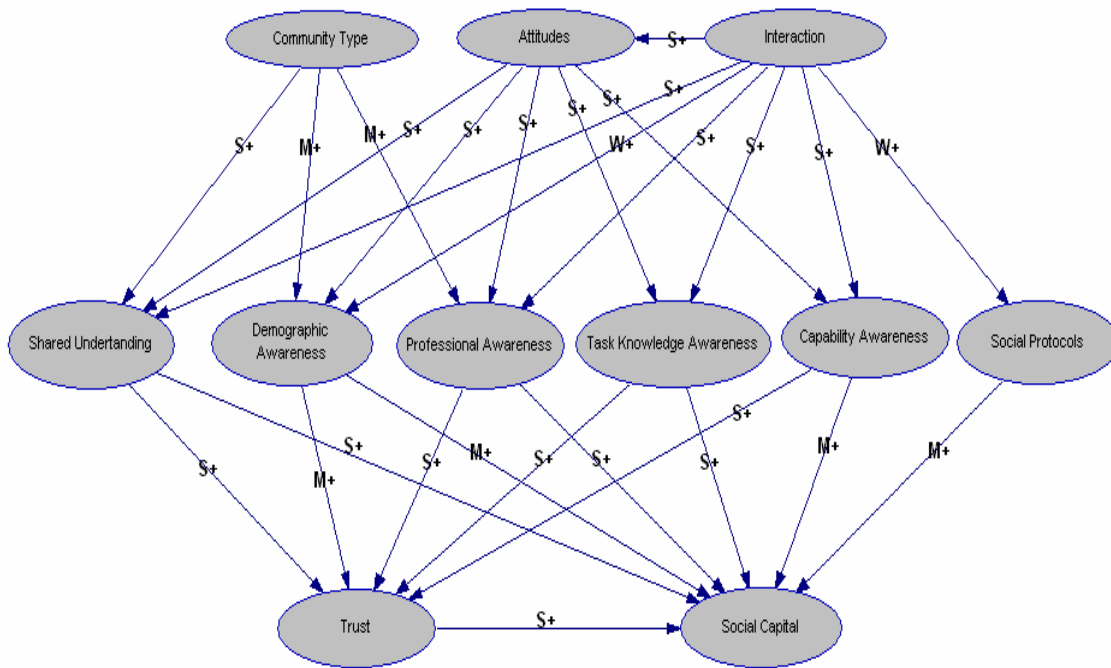 Community Type
Attitudes
Interaction
S+
S+
S+
S+
S+
S+
M+
M+
S+
S+
S+
W+
S+
S+
S+
W+
Shared Undertanding
Demographic
Awareness
Professional Awareness
Task Knowledge Awareness
Capability Awareness
Social Protocols
S+
S+
M+
M+
S+
S+
S+
S+
S+
M+
M+
Trust
S+
Social Capital